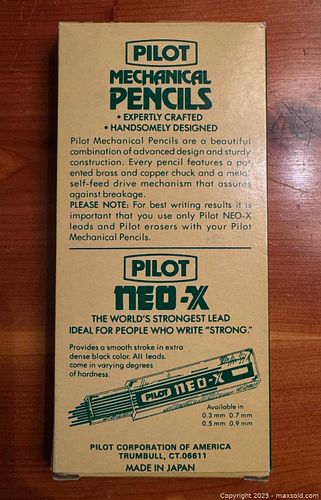 PILOT
MECHANICAL
PENCILS
• EXPERTLY CRAFTED
• HANDSOMELY DESIGNED
Pilot Mechanical Pencils are a beautiful
combination of advanced design and sturdy
construction. Every pencil features a pat
ented brass and copper chuck and a metal
self-feed drive mechanism that assures
against breakage.
PLEASE NOTE: For best writing results it is
important that you use only Pilot NEO-X
leads and Pilot erasers with your Pilot
Mechanical Pencils.
PILOT
NEO-X
THE WORLD'S STRONGEST LEAD
IDEAL FOR PEOPLE WHO WRITE "STRONG."
Provides a smooth stroke in extra
dense black color. All leads
come in varying degrees
of hardness.
PILOT NEO-X
Available in
0.3 mm 0.7 mm
0.5 mm 0.9 mm
PILOT CORPORATION OF AMERICA
TRUMBULL, CT.06611
MADE IN JAPAN
Copyright 2025 - maxsold.com